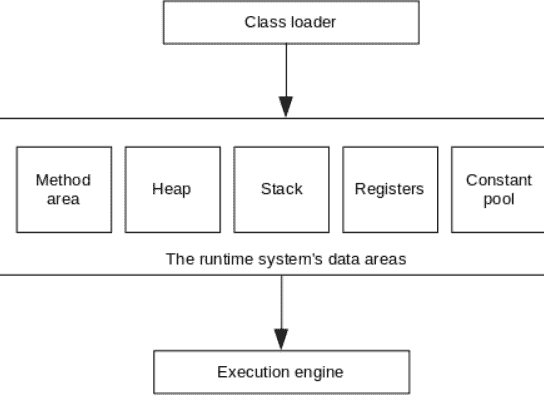 Class loader
Method
area
Heap
Stack
Registers
Constant
pool
The runtime system's data areas
Execution engine